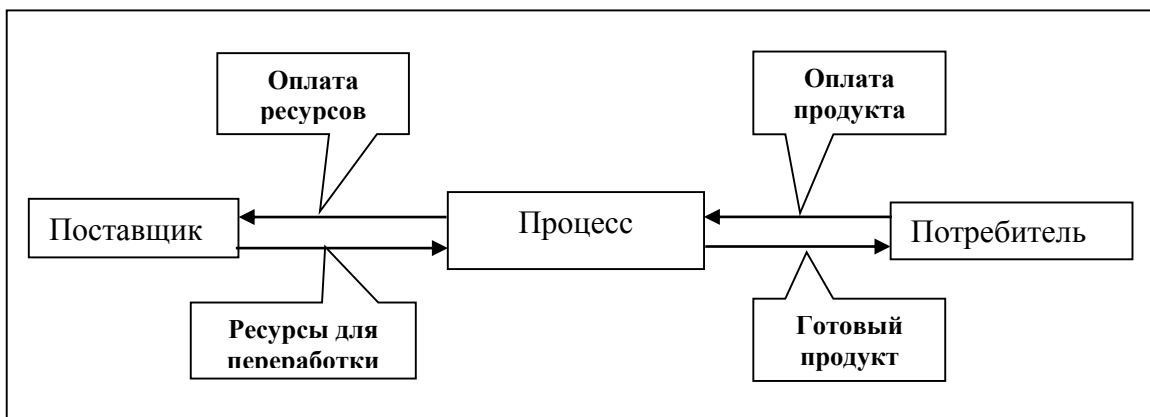 Оплата
ресурсов
Оплата
продукта
Поставщик
Процесс
Потребитель
Ресурсы для
переработки
Готовый
продукт